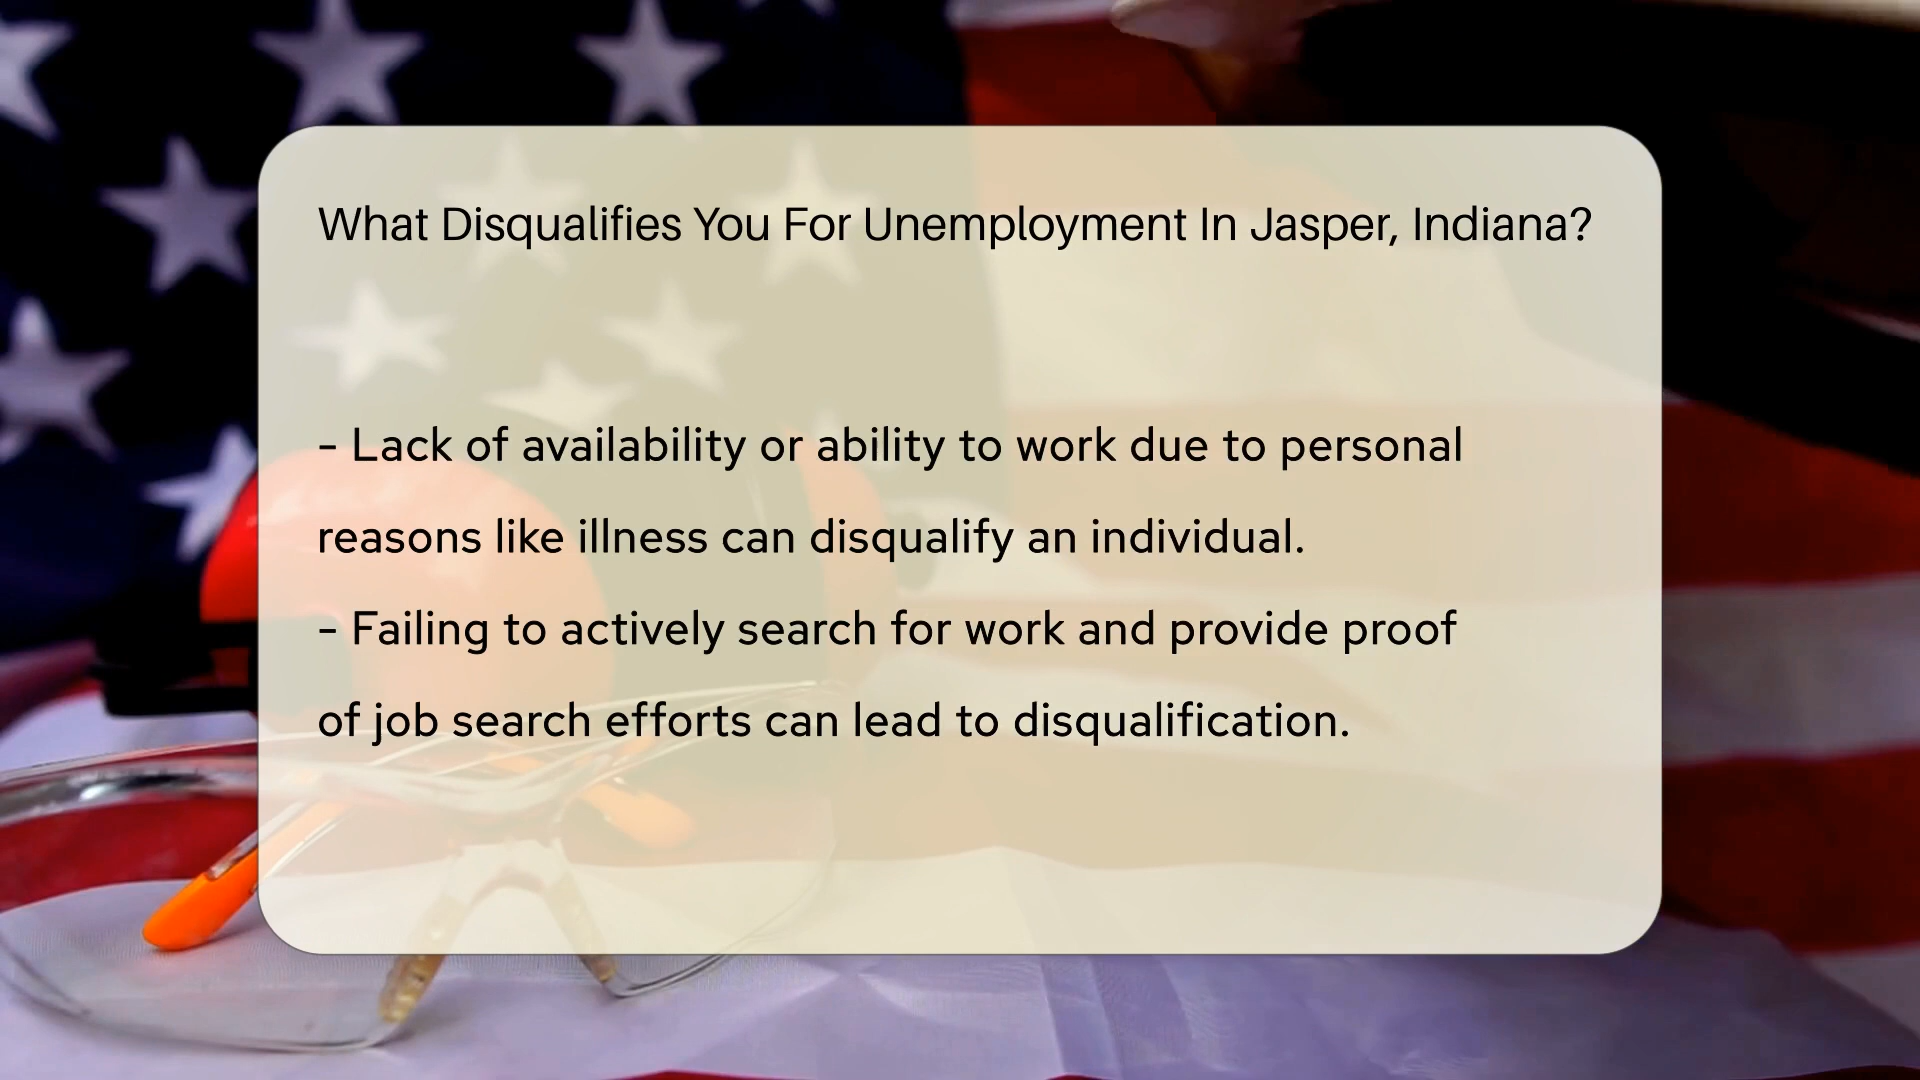 What Disqualifies You For Unemployment In Jasper, Indiana?
- Lack of availability or ability to work due to personal
reasons like illness can disqualify an individual.
- Failing to actively search for work and provide proof
of job search efforts can lead to disqualification.